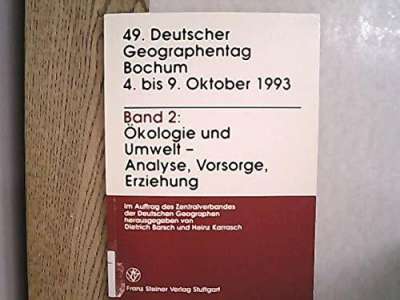 49. Deutscher
Geographentag
Bochum
4. bis 9. Oktober 1993
Band 2:
Ökologie und
Umwelt –
Analyse, Vorsorge,
Erziehung
Im Auftrag des Zentralverbandes
der Deutschen Geographen
herausgegeben von
Dietrich Barsch und Heinz Karrasch
Franz Steiner Verlag Stuttgart